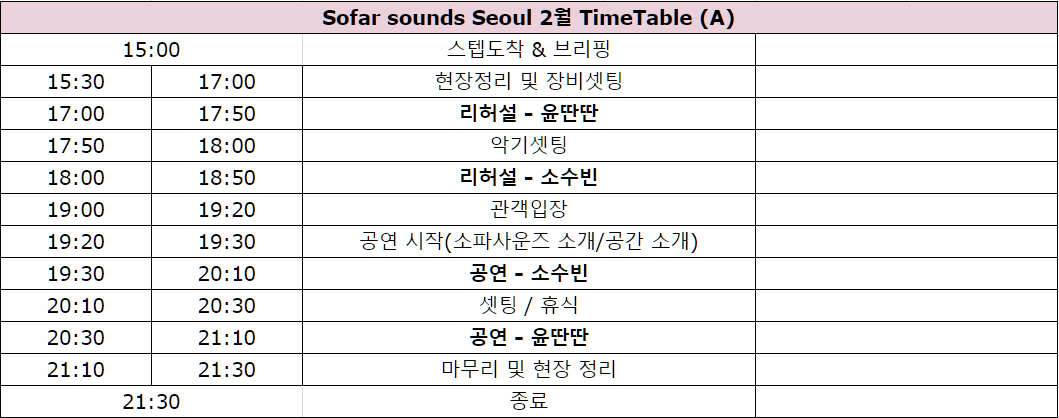 Sofar sounds Seoul 2월 TimeTable (A)
15:00 스텝도착 & 브리핑
15:30 17:00 현장정리 및 장비셋팅
17:00 17:50 리허설 - 윤딴딴
17:50 18:00 악기셋팅
18:00 18:50 리허설 - 소수빈
19:00 19:20 관객입장
19:20 19:30 공연 시작(소파사운즈 소개/공간 소개)
19:30 20:10 공연 - 소수빈
20:10 20:30 셋팅 / 휴식
20:30 21:10 공연 - 윤딴딴
21:10 21:30 마무리 및 현장 정리
21:30 종료